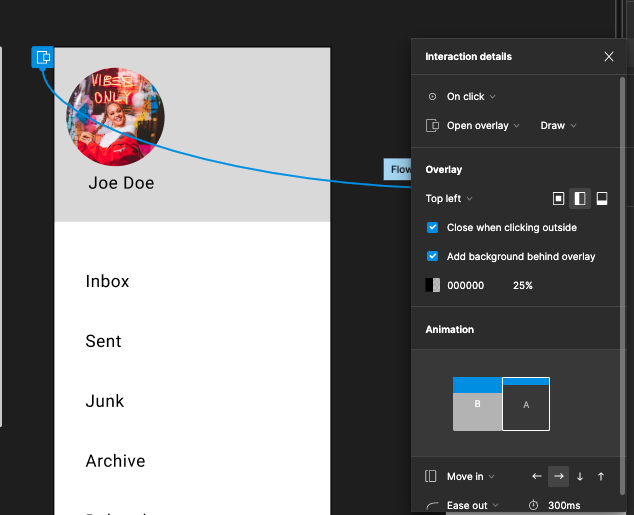 Interaction details
VIBES
ONLY
On click
Open overlay
Draw
Joe Doe
Flow
Overlay
Top left
Close when clicking outside
Add background behind overlay
000000
25%
Inbox
Sent
Junk
Archive
Animation
B
A
Move in
Ease out
300ms